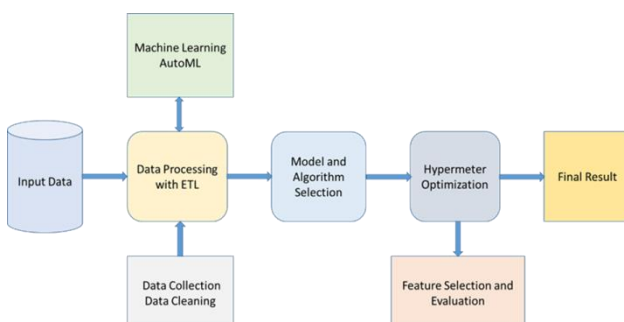 Machine Learning
AutoML
Input Data
Data Processing
with ETL
Model and
Algorithm
Selection
Hypermeter
Optimization
Final Result
Data Collection
Data Cleaning
Feature Selection and
Evaluation